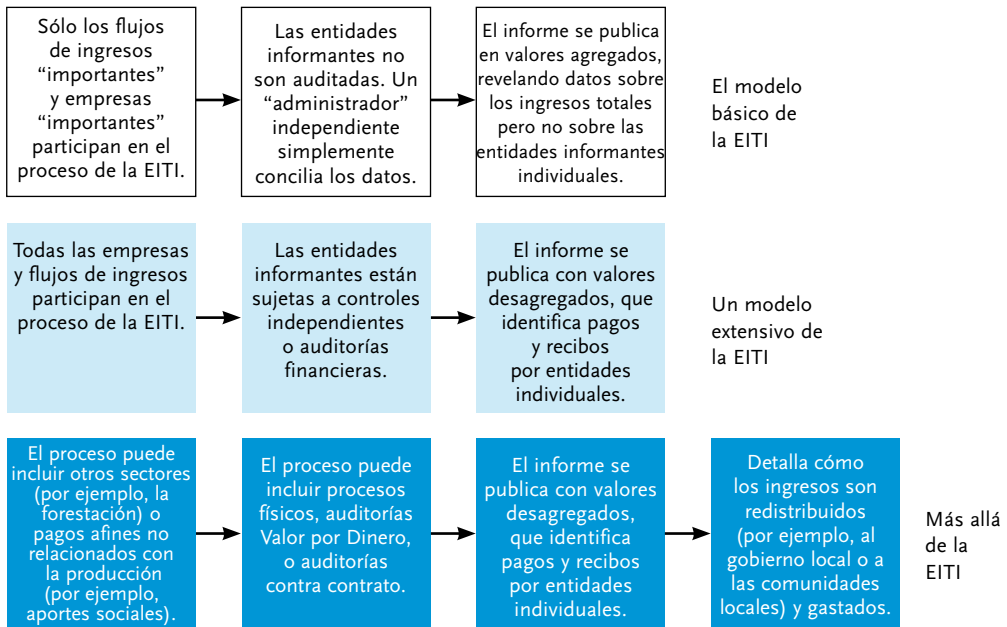 Sólo los flujos
de ingresos
“importantes”
y empresas
“importantes”
participan en el
proceso de la EITI.
Las entidades
informantes no
son auditadas. Un
“administrador”
independiente
simplemente
concilia los datos.
El informe se publica
en valores agregados,
revelando datos sobre
los ingresos totales
pero no sobre las
entidades informantes
individuales.
El modelo
básico de
la EITI
Todas las empresas
y flujos de ingresos
participan en el
proceso de la EITI.
Las entidades
informantes están
sujetas a controles
independientes
o auditorías
financieras.
El informe se
publica con valores
desagregados, que
identifica pagos
y recibos
por entidades
individuales.
Un modelo
extensivo de
la EITI
El proceso puede
incluir otros sectores
(por ejemplo, la
forestación) o
pagos afines no
relacionados con
la producción
(por ejemplo,
aportes sociales).
El proceso puede
incluir procesos
físicos, auditorías
Valor por Dinero,
o auditorías
contra contrato.
El informe se
publica con valores
desagregados,
que identifica
pagos y recibos
por entidades
individuales.
Detalla cómo
los ingresos son
redistribuidos
(por ejemplo, al
gobierno local o a
las comunidades
locales) y gastados.
Más allá
de la
EITI